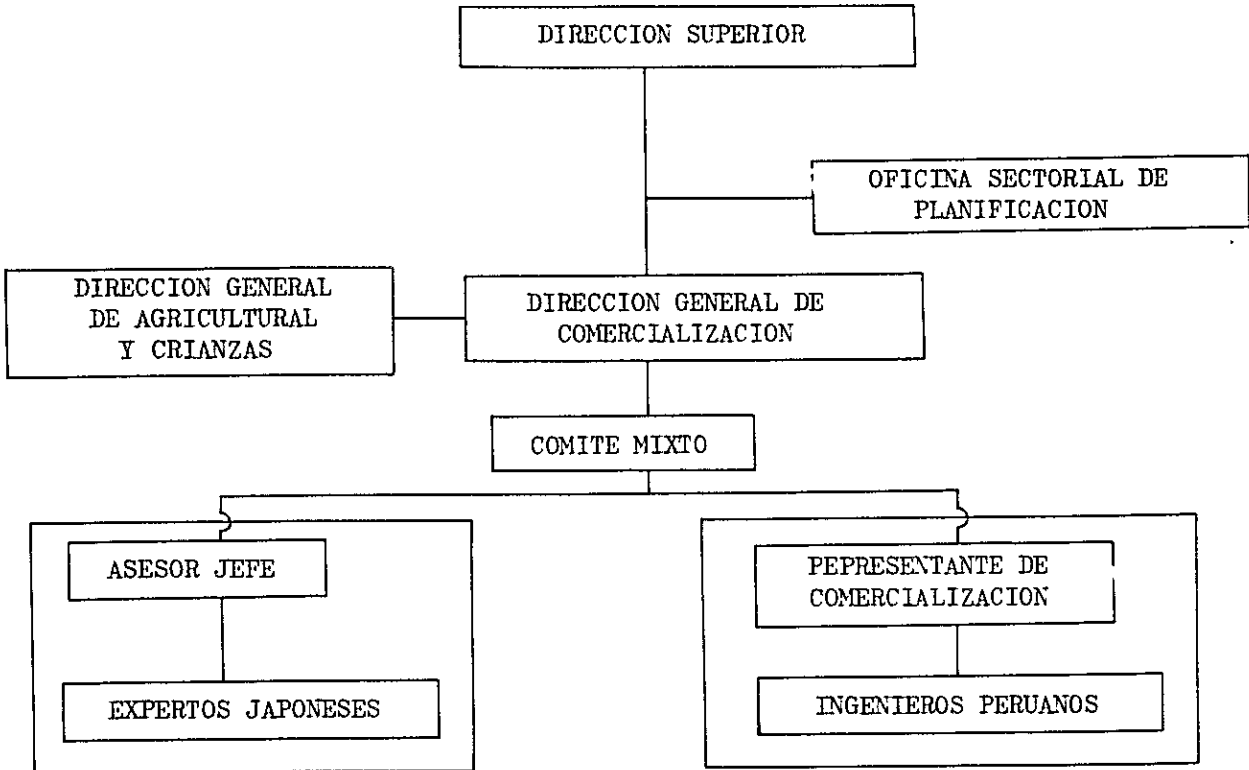 DIRECCION SUPERIOR
OFICINA SECTORIAL DE
PLANIFICACION
DIRECCION GENERAL
DE AGRICULTURAL
Y CRIANZAS
DIRECCION GENERAL DE
COMERCIALIZACION
COMITE MIXTO
ASESOR JEFE
PEPRESENTANTE DE
COMERCIALIZACION
EXPERTOS JAPONESES
INGENIEROS PERUANOS